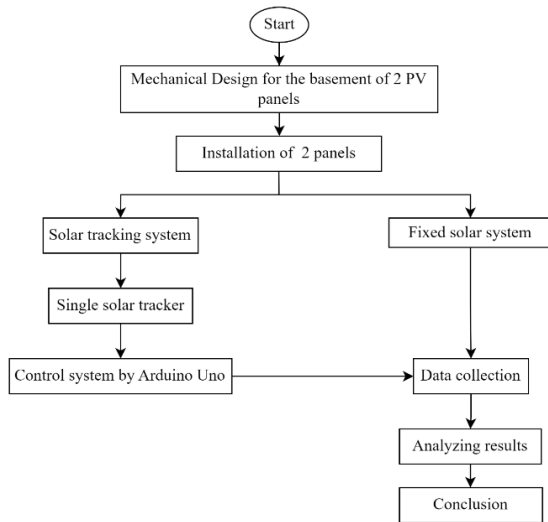 Start
Mechanical Design for the basement of 2 PV
panels
Installation of 2 panels
Solar tracking system
Fixed solar system
Single solar tracker
Control system by Arduino Uno
Data collection
Analyzing results
Conclusion